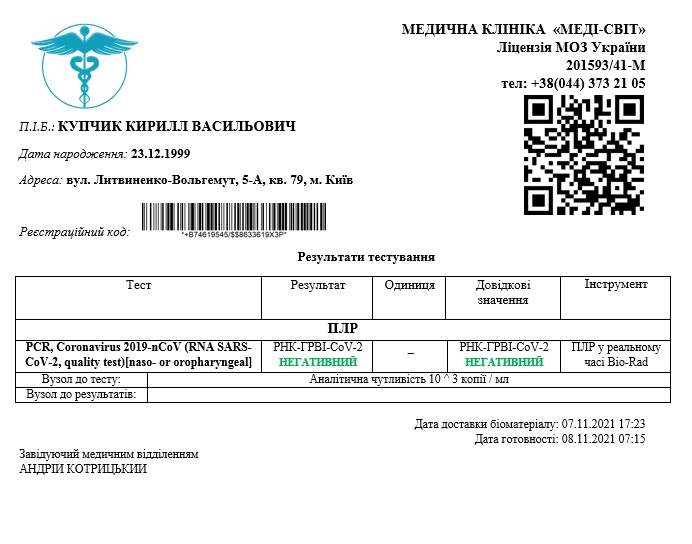 МЕДИЧНА КЛІНІКА «МЕДІ-СВІТ»
Ліцензія МОЗ України
201593/41-М
тел: +38(044) 373 21 05
П.І.Б.: КУПЧИК КИРИЛЛ ВАСИЛЬОВИЧ
Дата народження: 23.12.1999
Адреса: вул. Литвиненко-Вольгемут, 5-А, кв. 79, м. Київ
Реєстраційний код:
*+B74619545/$$8633619X3P*
Результати тестування
Тест Результат Одиниця Довідкові значення Інструмент
ПЛР
PCR, Coronavirus 2019-nCoV (RNA SARS- РНК-ГРВІ-CoV-2 – РНК-ГРВІ-CoV-2 ПЛР у реальному
CoV-2, quality test)[naso- or oropharyngeal] НЕГАТИВНИЙ НЕГАТИВНИЙ часі Bio-Rad
Вузол до тесту: Аналітична чутливість 10 ^ 3 копії / мл
Вузол до результатів:
Дата доставки біоматеріалу: 07.11.2021 17:23
Дата готовності: 08.11.2021 07:15
Завідуючий медичним відділенням
АНДРІЙ КОТРИЦЬКИИ